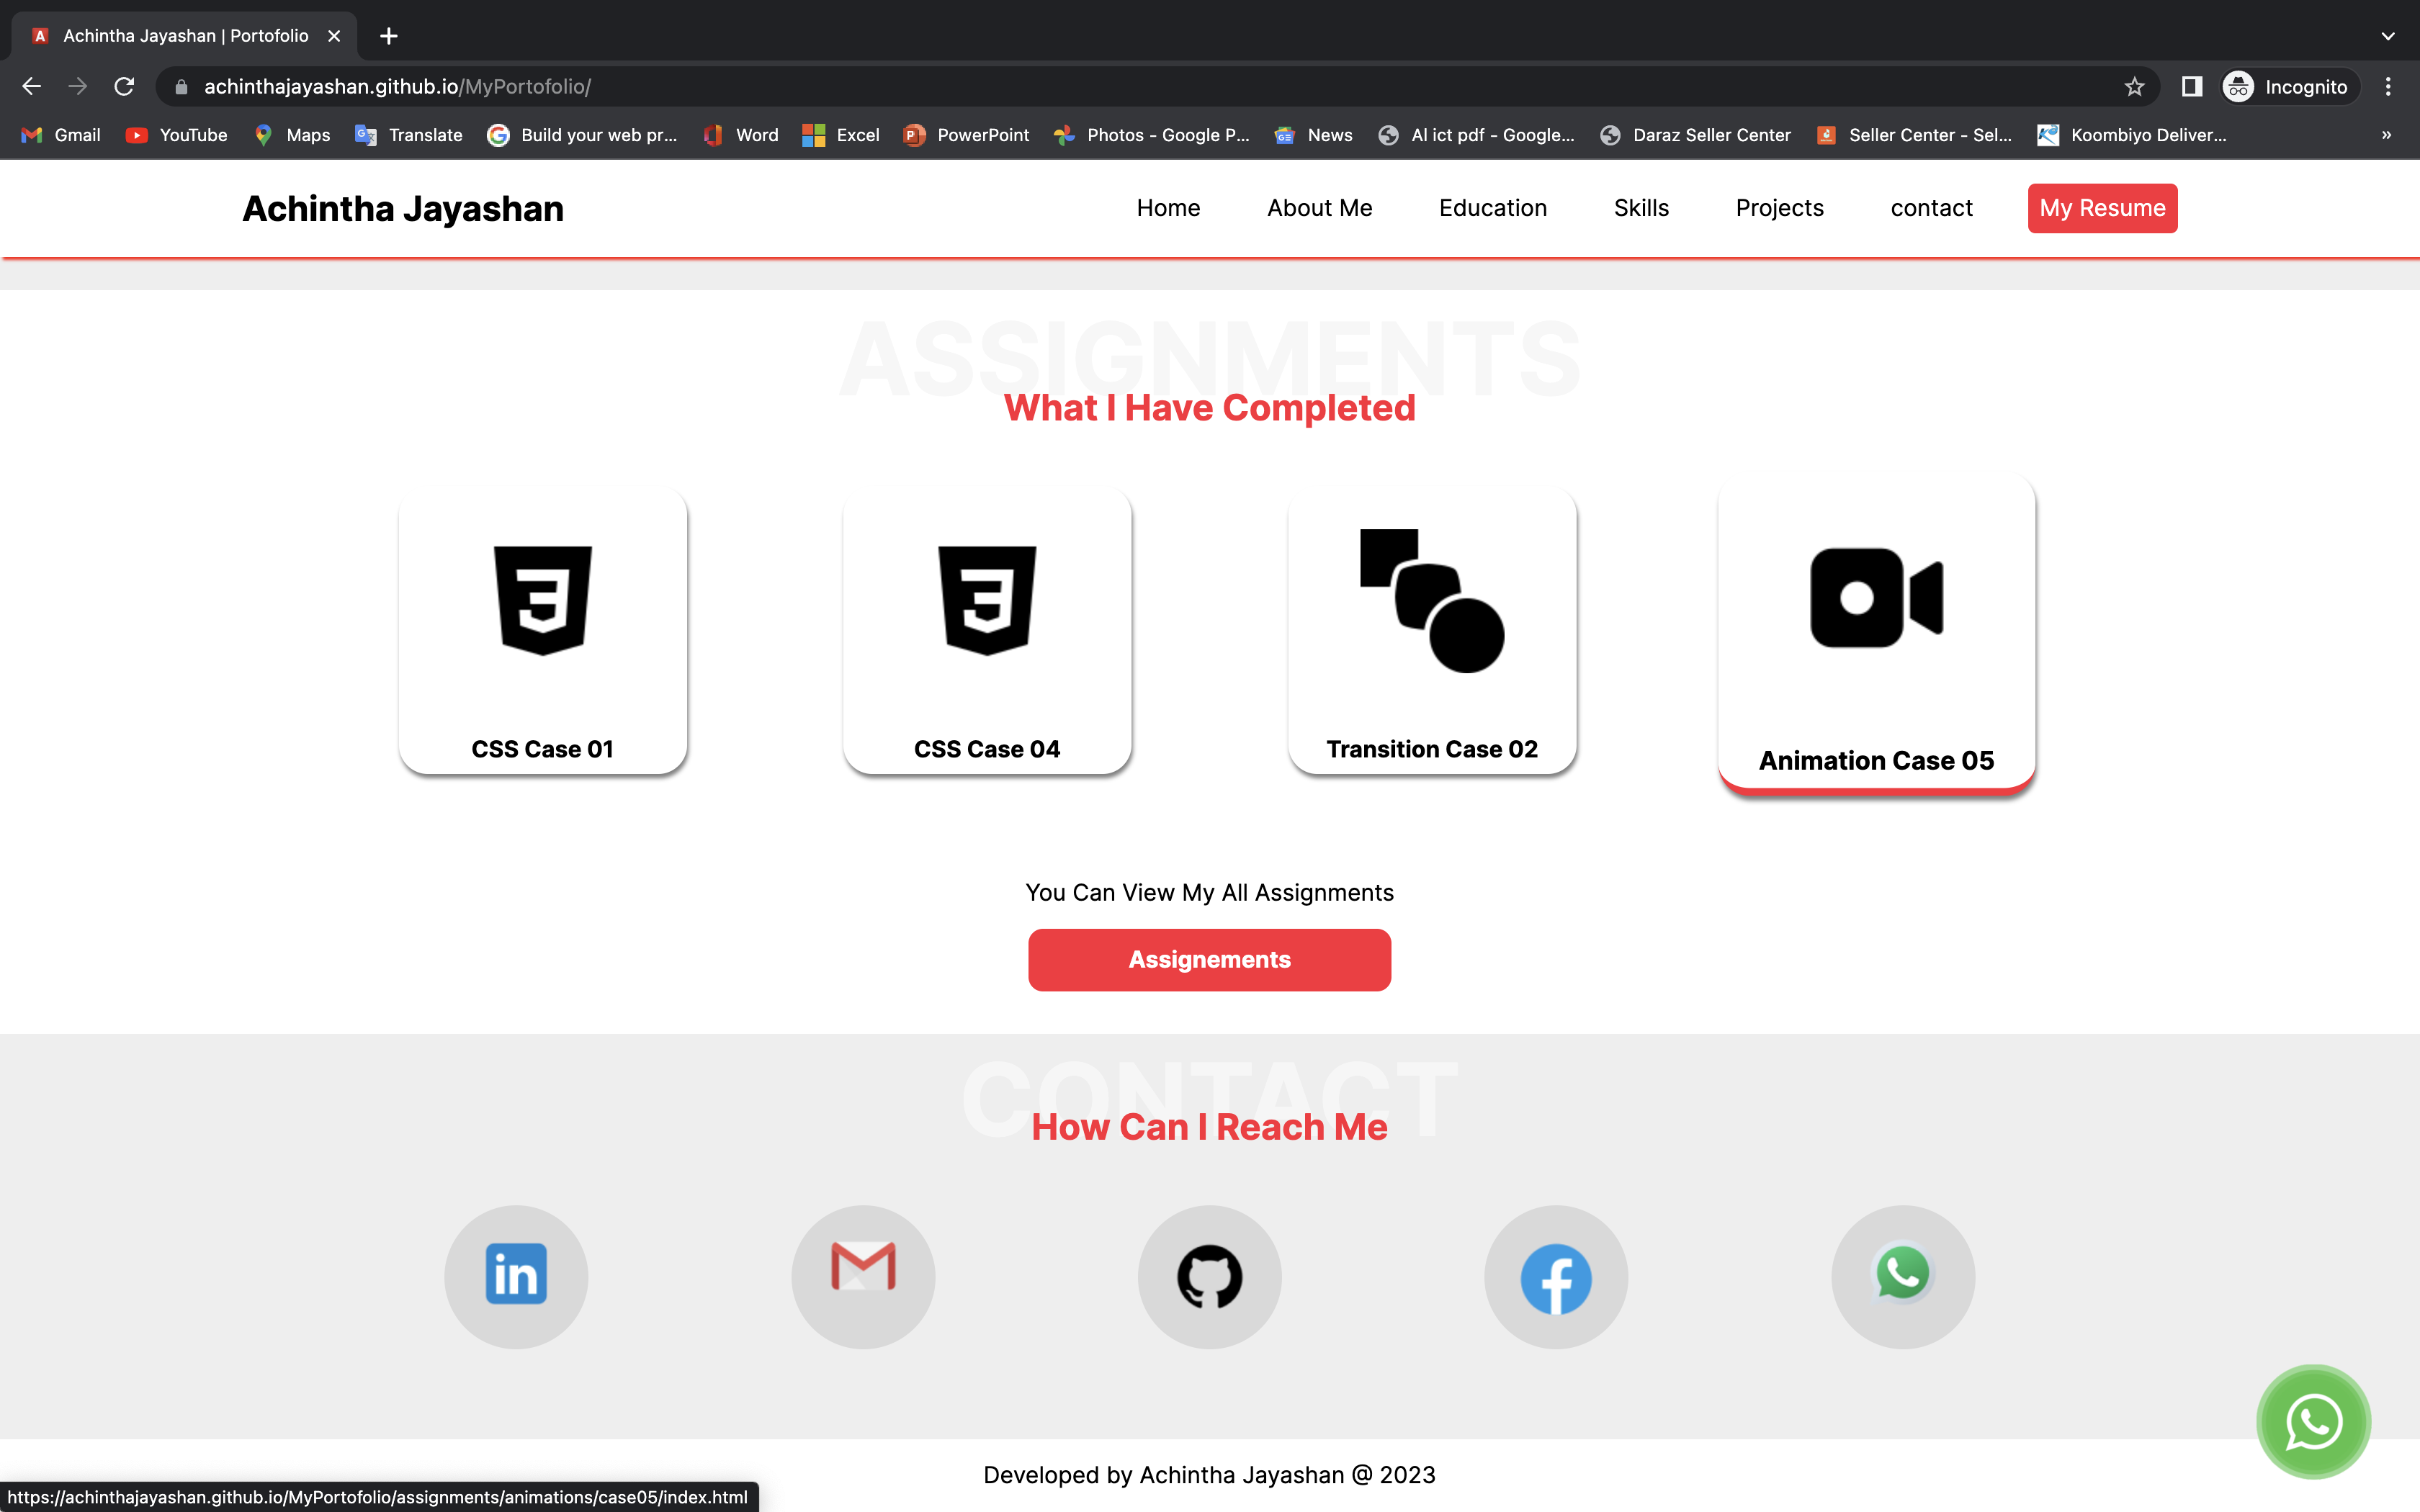 Achintha Jayashan | Portofolio
achinthajayashan.github.io/MyPortofolio/
Incognito
Gmail YouTube Maps Translate Build your web pr... Word Excel PowerPoint Photos - Google P... News Al ict pdf - Google... Daraz Seller Center Seller Center - Sel... Koombiyo Deliver... »
Achintha Jayashan
Home About Me Education Skills Projects contact My Resume
ASSIGNMENTS
What I Have Completed
CSS Case 01
CSS Case 04
Transition Case 02
Animation Case 05
You Can View My All Assignments
Assignements
CONTACT
How Can I Reach Me
Developed by Achintha Jayashan @ 2023
https://achinthajayashan.github.io/MyPortofolio/assignments/animations/case05/index.html